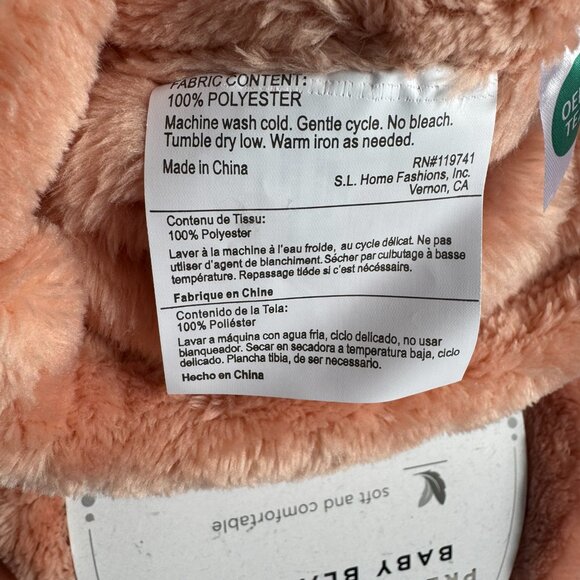 FABRIC CONTENT:
100% POLYESTER
Machine wash cold. Gentle cycle. No bleach.
Tumble dry low. Warm iron as needed.
Made in China
RN#119741
S.L. Home Fashions, Inc.
Vernon, CA
Contenu de Tissu:
100% Polyester
Laver à la machine à l'eau froide, au cycle délicat. Ne pas
utliser d'agent de blanchiment. Sécher par culbutage à basse
température. Repassage tiéde si c'est nécéssaire.
Fabrique en Chine
Contenido de la Tela:
100% Poliéster
Lavar a máquina con agua fria, ciclo delicado, no usar
blanqueador. Secar en secadora a temperatura baja, ciclo
delicado. Plancha tibia, de ser necesario.
Hecho en China
soft and comfortable
BABY